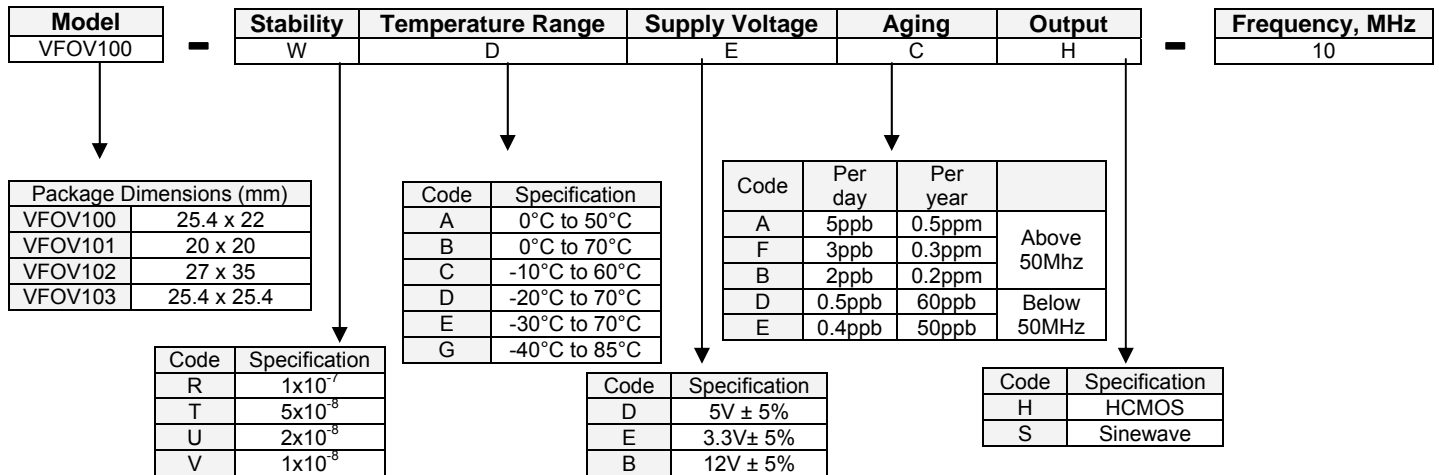 Model Stability Temperature Range Supply Voltage Aging Output Frequency, MHz
VFOV100 - W D E C H - 10
Package Dimensions (mm)
VFOV100 25.4 x 22
VFOV101 20 x 20
VFOV102 27 x 35
VFOV103 25.4 x 25.4
Code Specification
R 1x10-7
T 5x10-8
U 2x10-8
V 1x10-8
Code Specification
A 0°C to 50°C
B 0°C to 70°C
C -10°C to 60°C
D -20°C to 70°C
E -30°C to 70°C
G -40°C to 85°C
Code Specification
D 5V ± 5%
E 3.3V± 5%
B 12V ± 5%
Code Per day Per year
A 5ppb 0.5ppm Above 50Mhz
F 3ppb 0.3ppm
B 2ppb 0.2ppm
D 0.5ppb 60ppb Below 50MHz
E 0.4ppb 50ppb
Code Specification
H HCMOS
S Sinewave